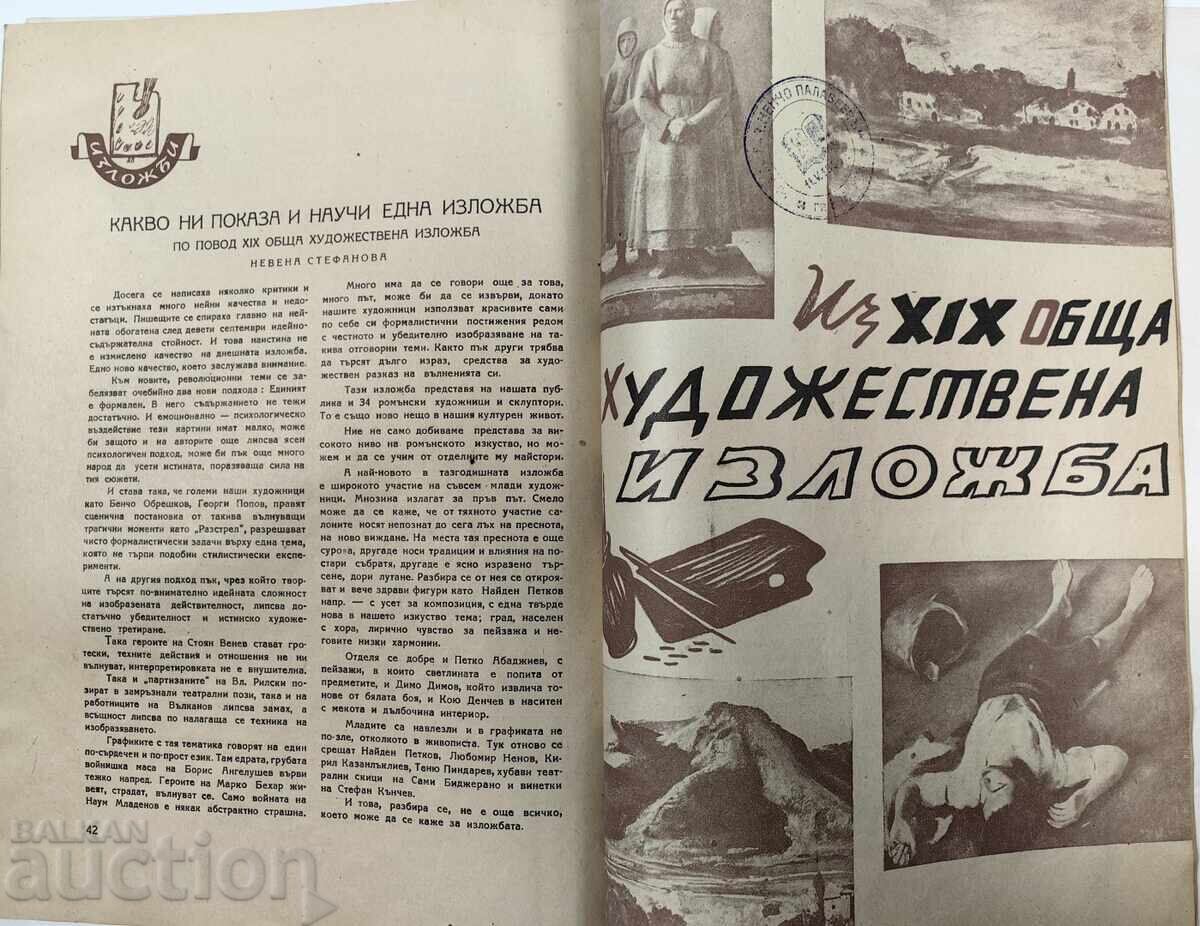 ИЗЛОЖБИ
КАКВО НИ ПОКАЗА И НАУЧИ ЕДНА ИЗЛОЖБА
ПО ПОВОД XIX ОБЩА ХУДОЖЕСТВЕНА ИЗЛОЖБА
НЕВЕНА СТЕФАНОВА
Досега се написаха няколко критики и
се изтъкнаха много нейни качества и недо-
статъци. Пишещите се спираха главно на ней-
ната обогатена след девети септември идейно-
съдържателна стойност. И това наистина не
е измислено качество на днешната изложба.
Едно ново качество, което заслужава внимание.
Към новите, революционни теми се за-
белязват очебийно два нови подхода: Единият
е формален. В него съдържанието не тежи
достатъчно. И емоционално — психологическо
въздействие тези картини имат малко, може
би защото и на авторите още липсва ясен
психологичен подход, може би пък още много
народ да усети истината, поразяваща сила на
тия сюжети.
И става така, че големи наши художници
като Бенчо Обрешков, Георги Попов, правят
сценична постановка от такива вълнуващи
трагични моменти като „Разстрел", разрешават
чисто формалистически задачи върху една тема,
която не търпи подобни стилистически експе-
рименти.
А на другия подход пък, чрез който твор-
ците търсят по-внимателно идейната сложност
на изобразената действителност, липсва до-
статъчно убедителност и истинско художе-
ствено третиране.
Така героите на Стоян Венев стават гро-
тески, техните действия и отношения не ни
вълнуват, интерпретировката не е внушителна.
Така и „партизаните" на Вл. Рилски по-
зират в замръзнали театрални пози, така и на
работниците на Вълканов липсва замах, а
всъщност липсва по налагаща се техника на
изобразяването.
Графиките с тая тематика говорят на един
по-сърдечен и по-прост език. Там едрата, грубата
войнишка маса на Борис Ангелушев върви
тежко напред. Героите на Марко Бехар жи-
веят, страдат, вълнуват се. Само войната на
Наум Младенов е някак абстрактно страшна.
42
Много има да се говори още за това,
много път, може би да се извърви, докато
нашите художници използват красивите сами
по себе си формалистични постижения редом
с честното и убедително изобразяване на та-
кива отговорни теми. Както пък други трябва
да търсят дълго израз, средства за худо-
жествен разказ на вълненията си.
Тази изложба представя на нашата пуб-
лика и 34 ромънски художници и скулптори.
То е също ново нещо в нашия културен живот.
Ние не само добиваме представа за ви-
сокото ниво на ромънското изкуство, но мо-
жем и да се учим от отделните му майстори.
А най-новото в тазгодишната изложба
е широкото участие на съвсем млади худож-
ници. Мнозина излагат за пръв път. Смело
може да се каже, че от тяхното участие са-
лоните носят непознат до сега лъх на преснота,
на ново виждане. На места тая преснота е още
сурова, другаде носи традиции и влияния на по-
стари събратя, другаде е ясно изразено тър-
сене, дори лутане. Разбира се от нея се открояв-
ват и вече здрави фигури като Найден Петков
напр. — с усет за композиция, с една твърде
нова в нашето изкуство тема; град, населен
с хора, лирично чувство за пейзажа и не-
говите низки хармонии.
Отделя се добре и Петко Абаджиев, с
пейзажи, в които светлината е попита от
предметите, и Димо Димов, който извлича то-
нове от бялата боя, и Кою Денчев в наситен
с мекота и дълбочина интериор.
Младите са навлезли и в графиката не
по-зле, отколкото в живописта. Тук отново се
срещат Найден Петков, Любомир Ненов, Ки-
рил Казанлъклиев, Теню Пиндарев, хубави теат-
рални скици на Сами Биджерано и винетки
на Стефан Кънчев.
И това, разбира се, не е още всичко,
което може да се каже за изложбата.
Из XIX ОБЩА
ХУДОЖЕСТВЕНА
ИЗЛОЖБА
BALKAN
auction